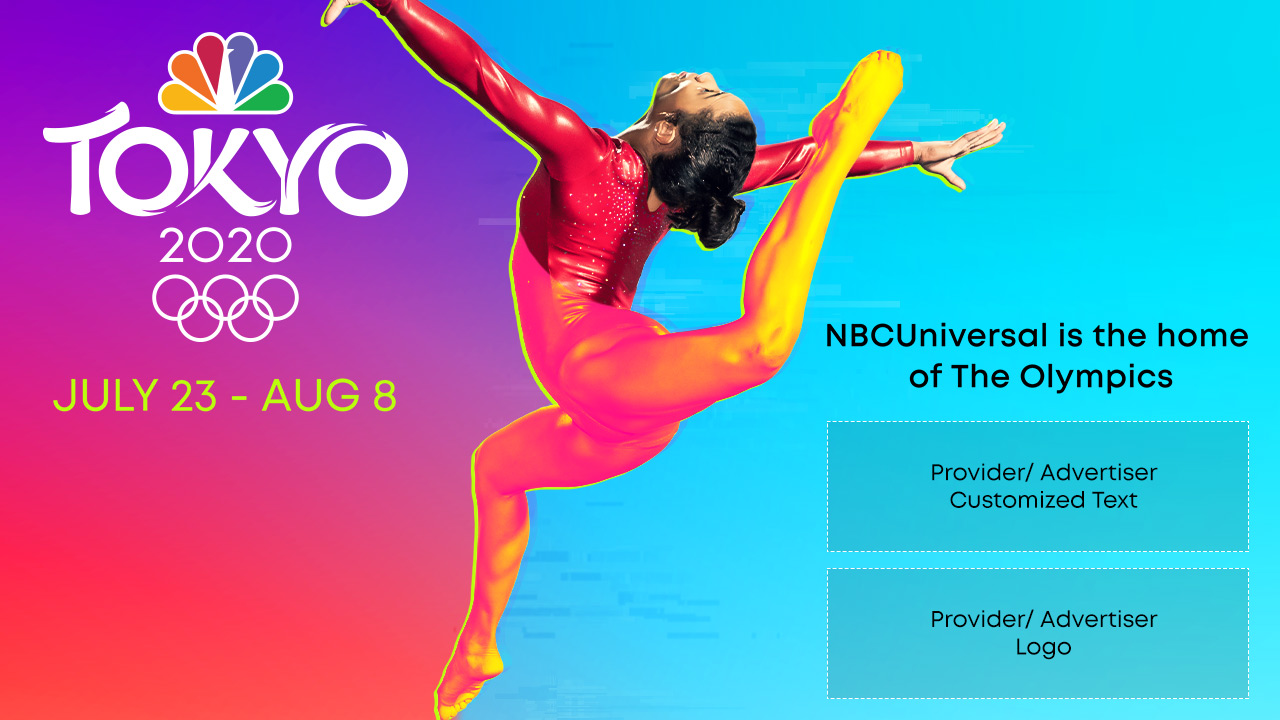 TOKYO
2020
JULY 23 - AUG 8
NBCUniversal is the home
of The Olympics
Provider/ Advertiser
Customized Text
Provider/ Advertiser
Logo